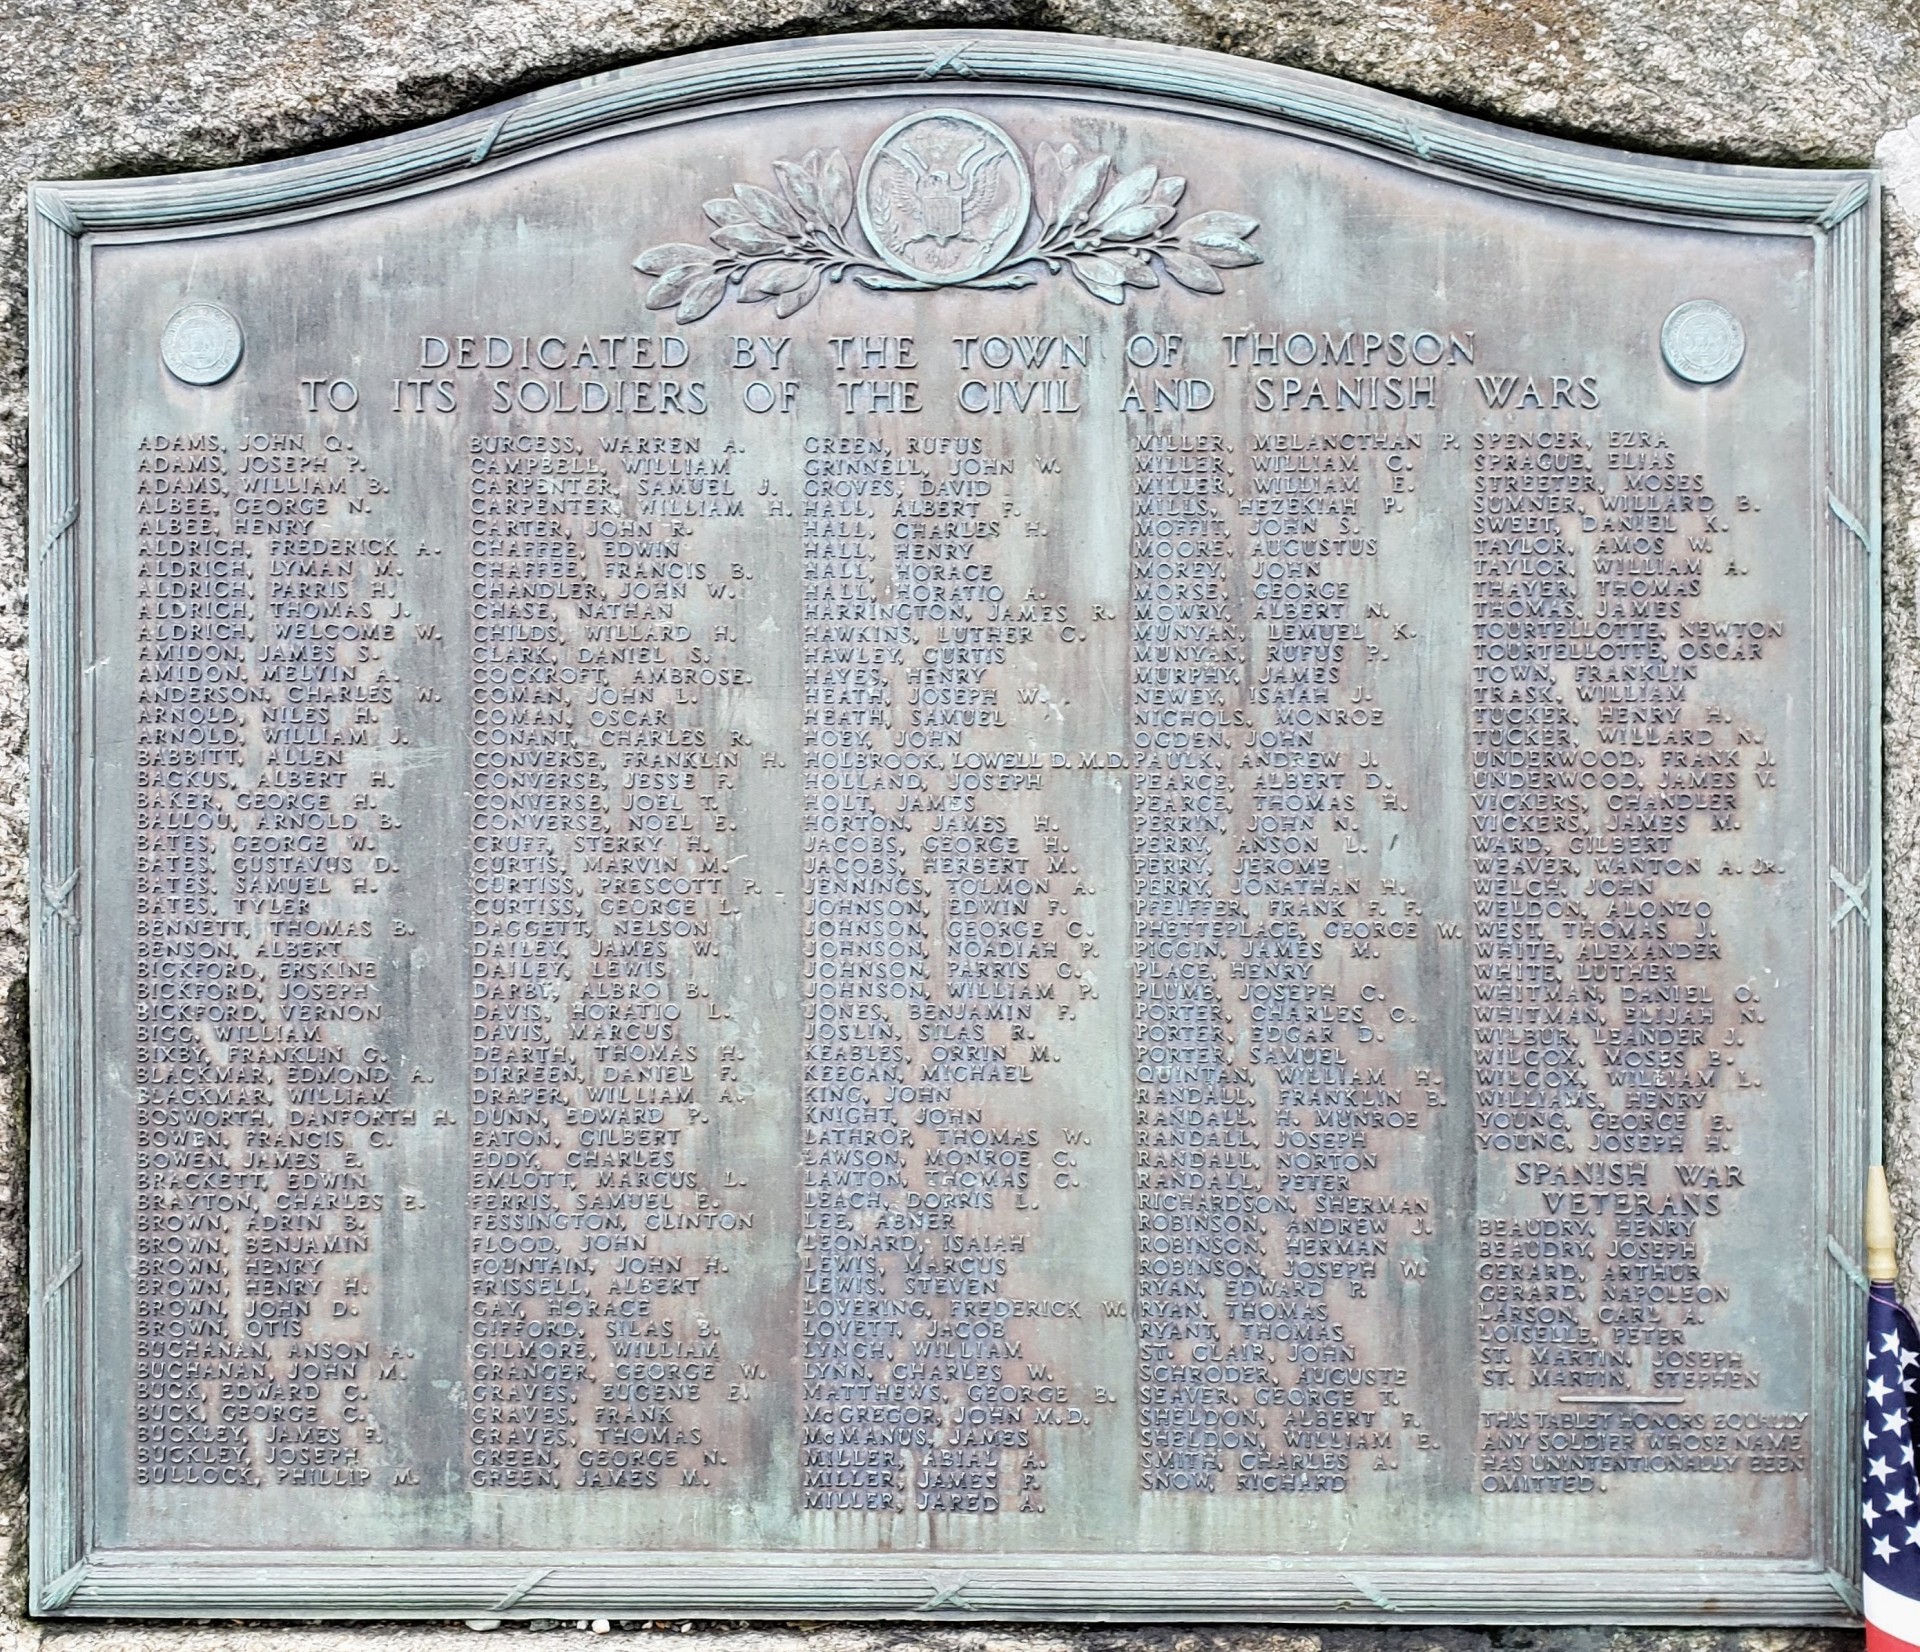 DEDICATED BY THE TOWN OF THOMPSON
TO ITS SOLDIERS OF THE CIVIL AND SPANISH WARS
ADAMS, JOHN Q.
ADAMS, JOSEPH P.
ADAMS, WILLIAM B.
ALBEE, GEORGE N.
ALBEE, HENRY
ALDRICH, FREDERICK A.
ALDRICH, LYMAN M.
ALDRICH, PARRIS H.
ALDRICH, THOMAS J.
ALDRICH, WELCOME W.
AMIDON, JAMES S.
AMIDON, MELVIN A.
ANDERSON, CHARLES W.
ARNOLD, NILES H.
ARNOLD, WILLIAM J.
BABBITT, ALLEN
BACKUS, ALBERT H.
BAKER, GEORGE H.
BALLOU, ARNOLD B.
BATES, GEORGE W.
BATES, GUSTAVUS D.
BATES, SAMUEL H.
BATES, TYLER
BENNETT, THOMAS B.
BENSON, ALBERT
BICKFORD, ERSKINE
BICKFORD, JOSEPH
BICKFORD, VERNON
BIGG, WILLIAM
BIXBY, FRANKLIN G.
BLACKMAR, EDMOND A.
BLACKMAR, WILLIAM
BOSWORTH, DANFORTH H.
BOWEN, FRANCIS C.
BOWEN, JAMES E.
BRACKETT, EDWIN
BRAYTON, CHARLES E.
BROWN, ADRIN B.
BROWN, BENJAMIN
BROWN, HENRY
BROWN, HENRY H.
BROWN, JOHN D.
BROWN, OTIS
BUCHANAN, ANSON A.
BUCHANAN, JOHN M.
BUCK, EDWARD C.
BUCK, GEORGE C.
BUCKLEY, JAMES F.
BUCKLEY, JOSEPH
BULLOCK, PHILLIP M.
BURGESS, WARREN A.
CAMPBELL, WILLIAM
CARPENTER, SAMUEL J.
CARPENTER, WILLIAM H.
CARTER, JOHN R.
CHAFFEE, EDWIN
CHAFFEE, FRANCIS B.
CHANDLER, JOHN W.
CHASE, NATHAN
CHILDS, WILLARD H.
CLARK, DANIEL S.
COCKROFT, AMBROSE.
COMAN, JOHN L.
COMAN, OSCAR
CONANT, CHARLES R.
CONVERSE, FRANKLIN H.
CONVERSE, JESSE F.
CONVERSE, JOEL T.
CONVERSE, NOEL E.
CRUFF, STERRY H.
CURTIS, MARVIN M.
CURTISS, PRESCOTT P.
CURTISS, GEORGE L.
DAGGETT, NELSON
DAILEY, JAMES W.
DAILEY, LEWIS
DARBY, ALBRO B.
DAVIS, HORATIO L.
DAVIS, MARCUS
DEARTH, THOMAS H.
DIRREEN, DANIEL F.
DRAPER, WILLIAM A.
DUNN, EDWARD P.
EATON, GILBERT
EDDY, CHARLES
EMLOTT, MARCUS L.
FERRIS, SAMUEL E.
FESSINGTON, CLINTON
FLOOD, JOHN
FOUNTAIN, JOHN H.
FRISSELL, ALBERT
GAY, HORACE
GIFFORD, SILAS B.
GILMORE, WILLIAM
GRANGER, GEORGE W.
GRAVES, EUGENE E.
GRAVES, FRANK
GRAVES, THOMAS
GREEN, GEORGE N.
GREEN, JAMES M.
GREEN, RUFUS
GRINNELL, JOHN W.
GROVES, DAVID
HALL, ALBERT F.
HALL, CHARLES H.
HALL, HENRY
HALL, HORACE
HALL, HORATIO A.
HARRINGTON, JAMES R.
HAWKINS, LUTHER C.
HAWLEY, CURTIS
HAYES, HENRY
HEATH, JOSEPH W.
HEATH, SAMUEL
HOEY, JOHN
HOLBROOK, LOWELL D. M.D.
HOLLAND, JOSEPH
HOLT, JAMES
HORTON, JAMES H.
JACOBS, GEORGE H.
JACOBS, HERBERT M.
JENNINGS, TOLMON A.
JOHNSON, EDWIN F.
JOHNSON, GEORGE C.
JOHNSON, NOADIAH P.
JOHNSON, PARRIS G.
JOHNSON, WILLIAM P.
JONES, BENJAMIN F.
JOSLIN, SILAS R.
KEABLES, ORRIN M.
KEEGAN, MICHAEL
KING, JOHN
KNIGHT, JOHN
LATHROP, THOMAS W.
LAWSON, MONROE C.
LAWTON, THOMAS C.
LEACH, DORRIS L.
LEE, ABNER
LEONARD, ISAIAH
LEWIS, MARCUS
LEWIS, STEVEN
LOVERING, FREDERICK W.
LOVETT, JACOB
LYNCH, WILLIAM
LYNN, CHARLES W.
MATTHEWS, GEORGE B.
McGREGOR, JOHN M.D.
McMANUS, JAMES
MILLER, ABIAL A.
MILLER, JAMES P.
MILLER, JARED A.
MILLER, MELANCTHAN P.
MILLER, WILLIAM C.
MILLER, WILLIAM E.
MILLS, HEZEKIAH P.
MOFFIT, JOHN S.
MOORE, AUGUSTUS
MOREY, JOHN
MORSE, GEORGE
MOWRY, ALBERT N.
MUNYAN, LEMUEL K.
MUNYAN, RUFUS P.
MURPHY, JAMES
NEWEY, ISAIAH J.
NICHOLS, MONROE
OGDEN, JOHN
PAULK, ANDREW J.
PEARCE, ALBERT D.
PEARCE, THOMAS H.
PERRIN, JOHN N.
PERRY, ANSON L.
PERRY, JEROME
PERRY, JONATHAN H.
PFEIFFER, FRANK F. F.
PHETTEPLACE, GEORGE W.
PIGGIN, JAMES M.
PLACE, HENRY
PLUMB, JOSEPH C.
PORTER, CHARLES C.
PORTER, EDGAR D.
PORTER, SAMUEL
QUINTAN, WILLIAM H.
RANDALL, FRANKLIN B.
RANDALL, H. MUNROE
RANDALL, JOSEPH
RANDALL, NORTON
RANDALL, PETER
RICHARDSON, SHERMAN
ROBINSON, ANDREW J.
ROBINSON, HERMAN
ROBINSON, JOSEPH W.
RYAN, EDWARD P.
RYAN, THOMAS
RYANT, THOMAS
ST. CLAIR, JOHN
SCHRODER, AUGUSTE
SEAVER, GEORGE T.
SHELDON, ALBERT F.
SHELDON, WILLIAM E.
SMITH, CHARLES A.
SNOW, RICHARD
SPENCER, EZRA
SPRAGUE, ELIAS
STREETER, MOSES
SUMNER, WILLARD B.
SWEET, DANIEL K.
TAYLOR, AMOS W.
TAYLOR, WILLIAM A.
THAYER, THOMAS
THOMAS, JAMES
TOURTELLOTTE, NEWTON
TOURTELLOTTE, OSCAR
TOWN, FRANKLIN
TRASK, WILLIAM
TUCKER, HENRY H.
TUCKER, WILLARD N.
UNDERWOOD, FRANK J.
UNDERWOOD, JAMES V.
VICKERS, CHANDLER
VICKERS, JAMES M.
WARD, GILBERT
WEAVER, WANTON A. JR.
WELCH, JOHN
WELDON, ALONZO
WEST, THOMAS J.
WHITE, ALEXANDER
WHITE, LUTHER
WHITMAN, DANIEL O.
WHITMAN, ELIJAH N.
WILBUR, LEANDER J.
WILCOX, MOSES B.
WILCOX, WILLIAM L.
WILLIAMS, HENRY
YOUNG, GEORGE E.
YOUNG, JOSEPH H.
SPANISH WAR
VETERANS
BEAUDRY, HENRY
BEAUDRY, JOSEPH
GERARD, ARTHUR
GERARD, NAPOLEON
LARSON, CARL A.
LOISELLE, PETER
ST. MARTIN, JOSEPH
ST. MARTIN, STEPHEN
THIS TABLET HONORS EQUALLY
ANY SOLDIER WHOSE NAME
HAS UNINTENTIONALLY BEEN
OMITTED.